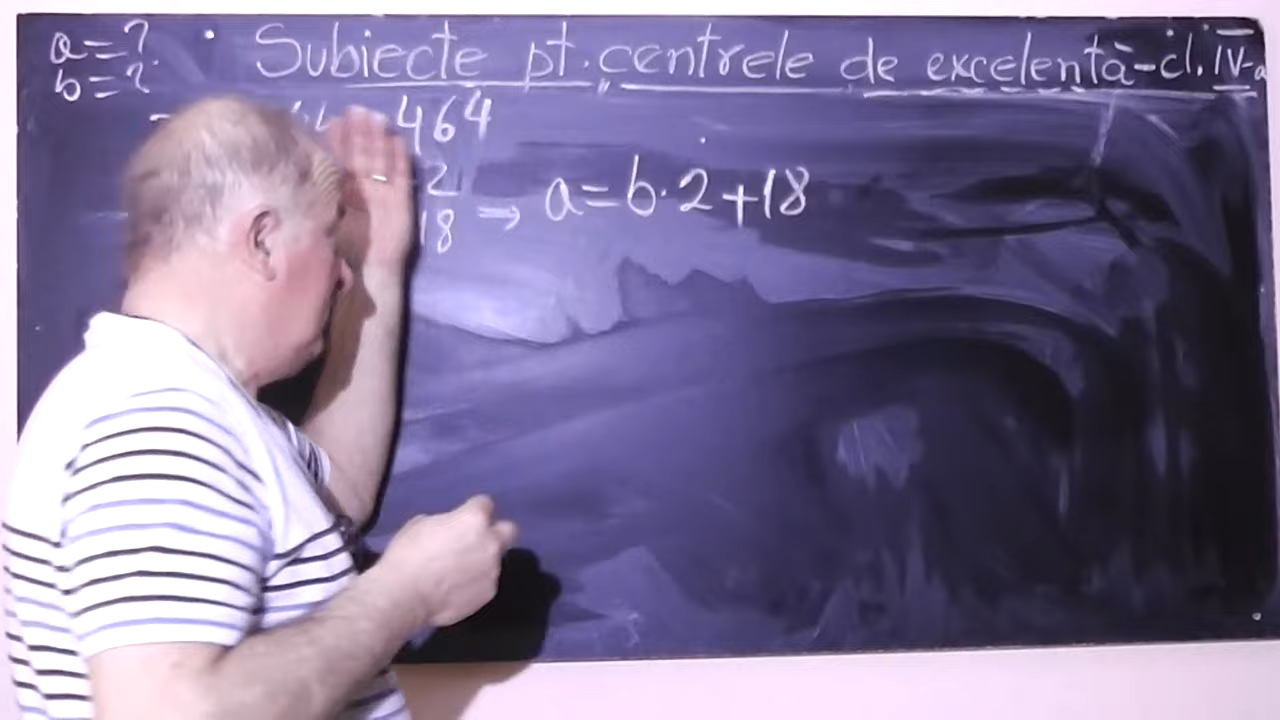 a=?
b=?
Subiecte pt. "centrele de excelență-cl. IV-a
464
2
18 → a=b·2+18